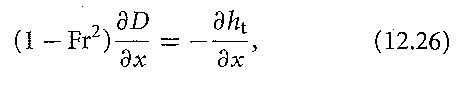 (1 − Fr²) ∂D/∂x = − ∂hₜ/∂x, (12.26)